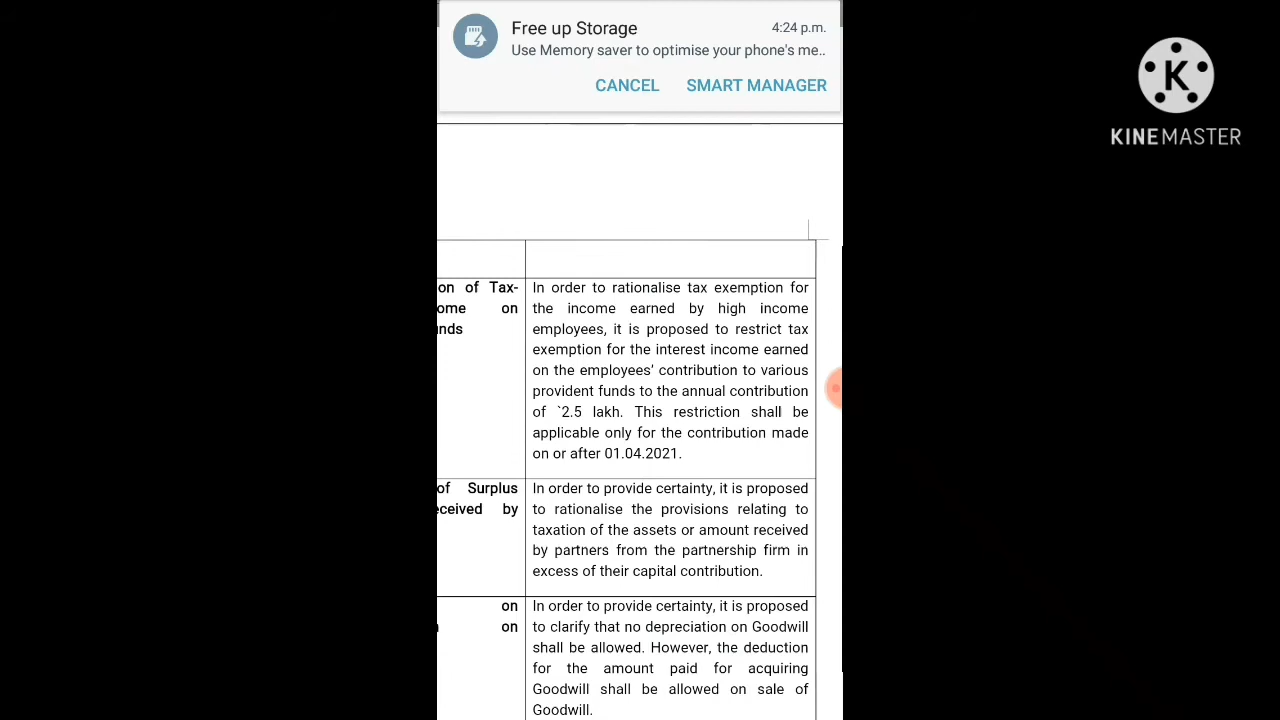 Free up Storage 4:24 p.m.
Use Memory saver to optimise your phone's me..
CANCEL SMART MANAGER
K
KINEMASTER
on of Tax-
ome on
nds
In order to rationalise tax exemption for
the income earned by high income
employees, it is proposed to restrict tax
exemption for the interest income earned
on the employees' contribution to various
provident funds to the annual contribution
of `2.5 lakh. This restriction shall be
applicable only for the contribution made
on or after 01.04.2021.
of Surplus
eceived by
In order to provide certainty, it is proposed
to rationalise the provisions relating to
taxation of the assets or amount received
by partners from the partnership firm in
excess of their capital contribution.
on
on
In order to provide certainty, it is proposed
to clarify that no depreciation on Goodwill
shall be allowed. However, the deduction
for the amount paid for acquiring
Goodwill shall be allowed on sale of
Goodwill.